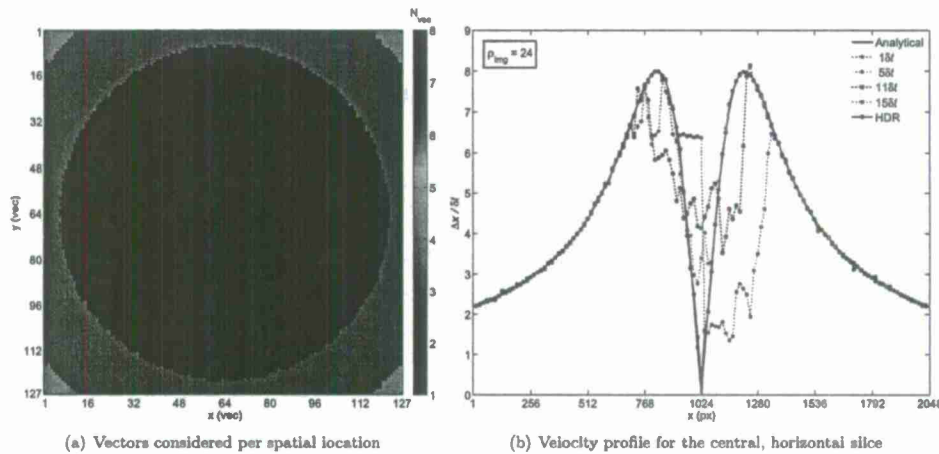 N_vec
1
16
32
48
64
80
96
112
127
y (vec)
1 16 32 48 64 80 96 112 127
x (vec)
8
7
6
5
4
3
2
1
(a) Vectors considered per spatial location
ρ_img = 24
Analytical
1δt
5δt
11δt
15δt
HDR
9
8
7
6
5
4
3
2
1
0
Δx / δt
1 256 512 768 1024 1280 1536 1792 2048
x (px)
(b) Velocity profile for the central, horizontal slice